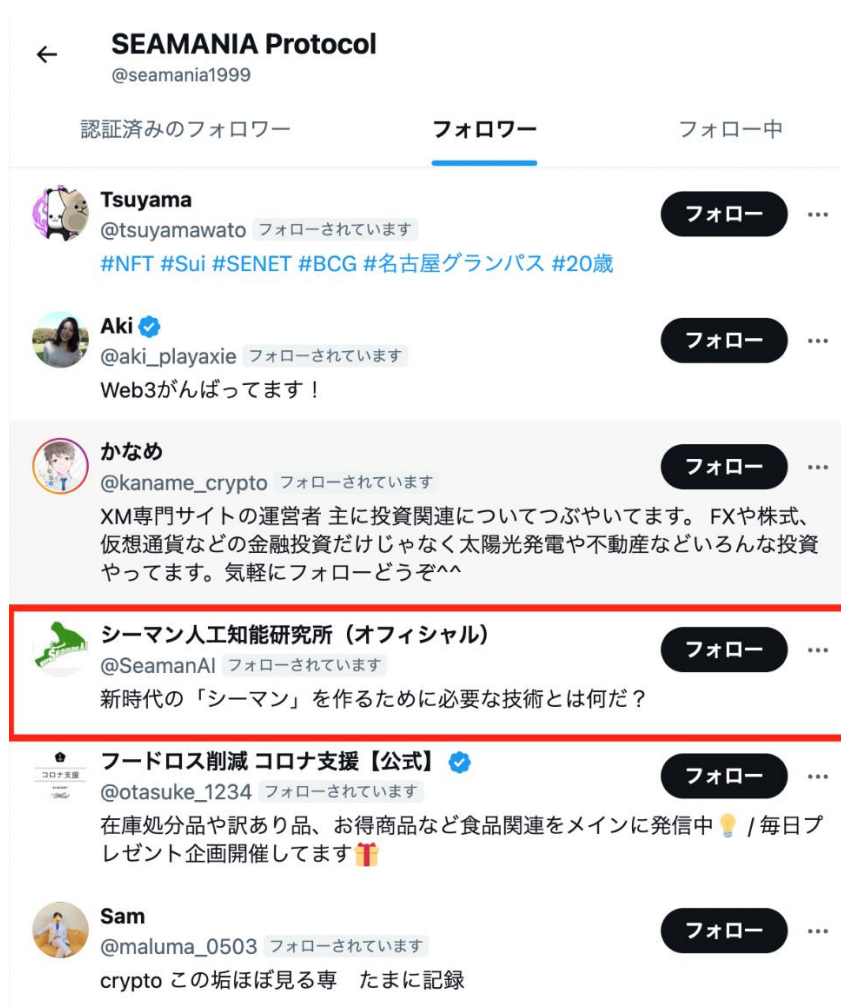 SEAMANIA Protocol
@seamania1999
認証済みのフォロワー フォロワー フォロー中
Tsuyama
@tsuyamawato フォローされています
フォロー
#NFT #Sui #SENET #BCG #名古屋グランパス #20歳
Aki
@aki_playaxie フォローされています
フォロー
Web3がんばってます！
かなめ
@kaname_crypto フォローされています
フォロー
XM専門サイトの運営者 主に投資関連についてつぶやいてます。 FXや株式、
仮想通貨などの金融投資だけじゃなく太陽光発電や不動産などいろんな投資
やってます。気軽にフォローどうぞ^^
シーマン人工知能研究所（オフィシャル）
@SeamanAI フォローされています
フォロー
新時代の「シーマン」を作るために必要な技術とは何だ？
コロナ支援
フードロス削減 コロナ支援【公式】
@otasuke_1234 フォローされています
フォロー
在庫処分品や訳あり品、お得商品など食品関連をメインに発信中💡 / 毎日プ
レゼント企画開催してます🎁
Sam
@maluma_0503 フォローされています
フォロー
crypto この垢ほぼ見る専　たまに記録